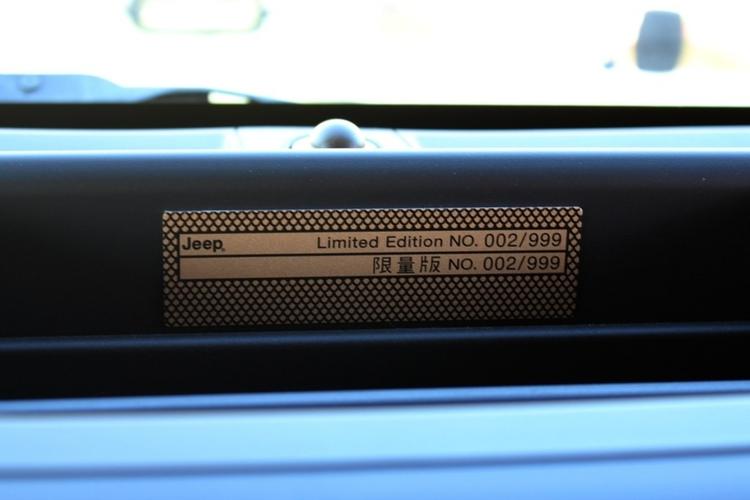 Jeep Limited Edition NO. 002/999
限量版 NO. 002/999